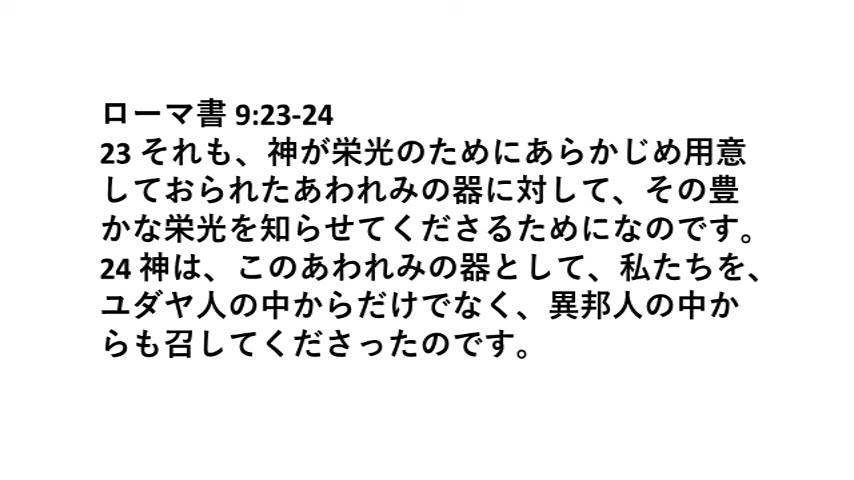 ローマ書 9:23-24
23 それも、神が栄光のためにあらかじめ用意
しておられたあわれみの器に対して、その豊
かな栄光を知らせてくださるためになのです。
24 神は、このあわれみの器として、私たちを、
ユダヤ人の中からだけでなく、異邦人の中か
らも召してくださったのです。